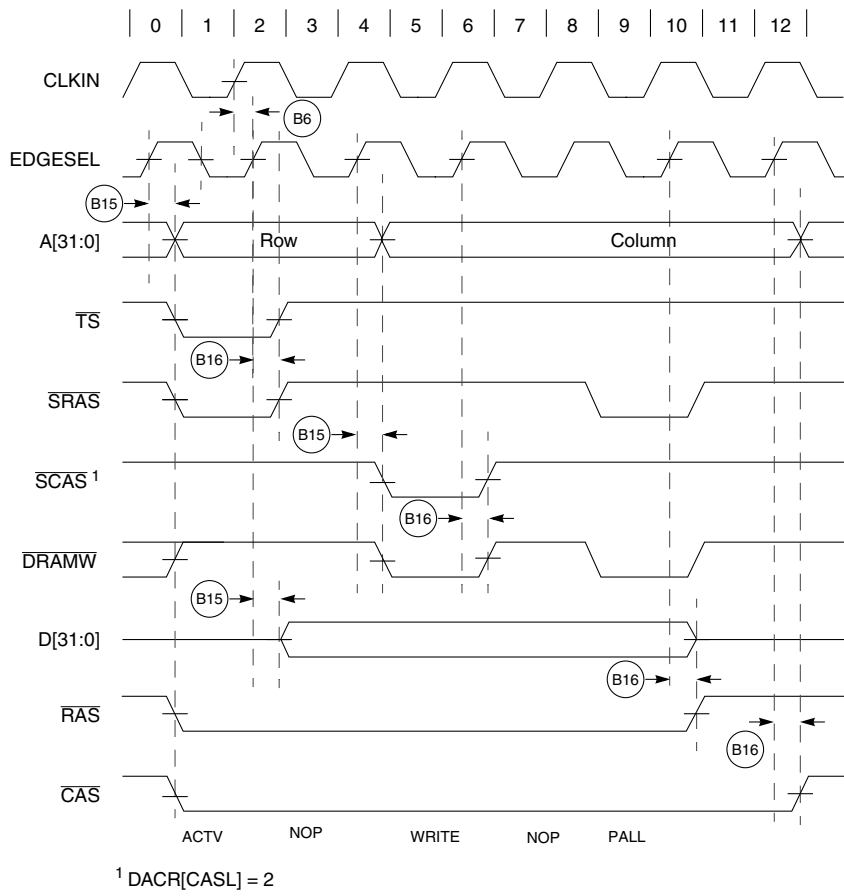 0 1 2 3 4 5 6 7 8 9 10 11 12
CLKIN
B6
EDGESEL
B15
A[31:0] Row Column
TS
B16
SRAS
B15
SCAS 1
B16
DRAMW
B15
D[31:0]
B16
RAS
B16
CAS
ACTV NOP WRITE NOP PALL
1 DACR[CASL] = 2